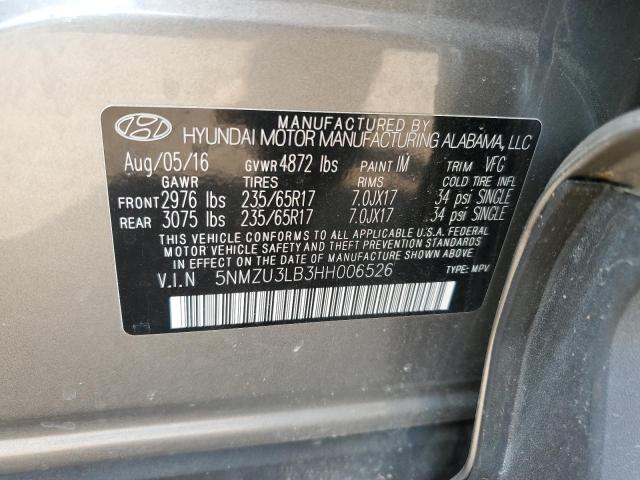 MANUFACTURED BY
HYUNDAI MOTOR MANUFACTURING ALABAMA, LLC
Aug/05/16 GVWR 4872 lbs PAINT IM TRIM VFG
GAWR TIRES RIMS COLD TIRE INFL
FRONT 2976 lbs 235/65R17 7.0JX17 34 psi SINGLE
REAR 3075 lbs 235/65R17 7.0JX17 34 psi SINGLE
THIS VEHICLE CONFORMS TO ALL APPLICABLE U.S.A. FEDERAL
MOTOR VEHICLE SAFETY AND THEFT PREVENTION STANDARDS
IN EFFECT ON THE DATE OF MANUFACTURE SHOWN ABOVE.
V.I.N 5NMZU3LB3HH006526 TYPE: MPV